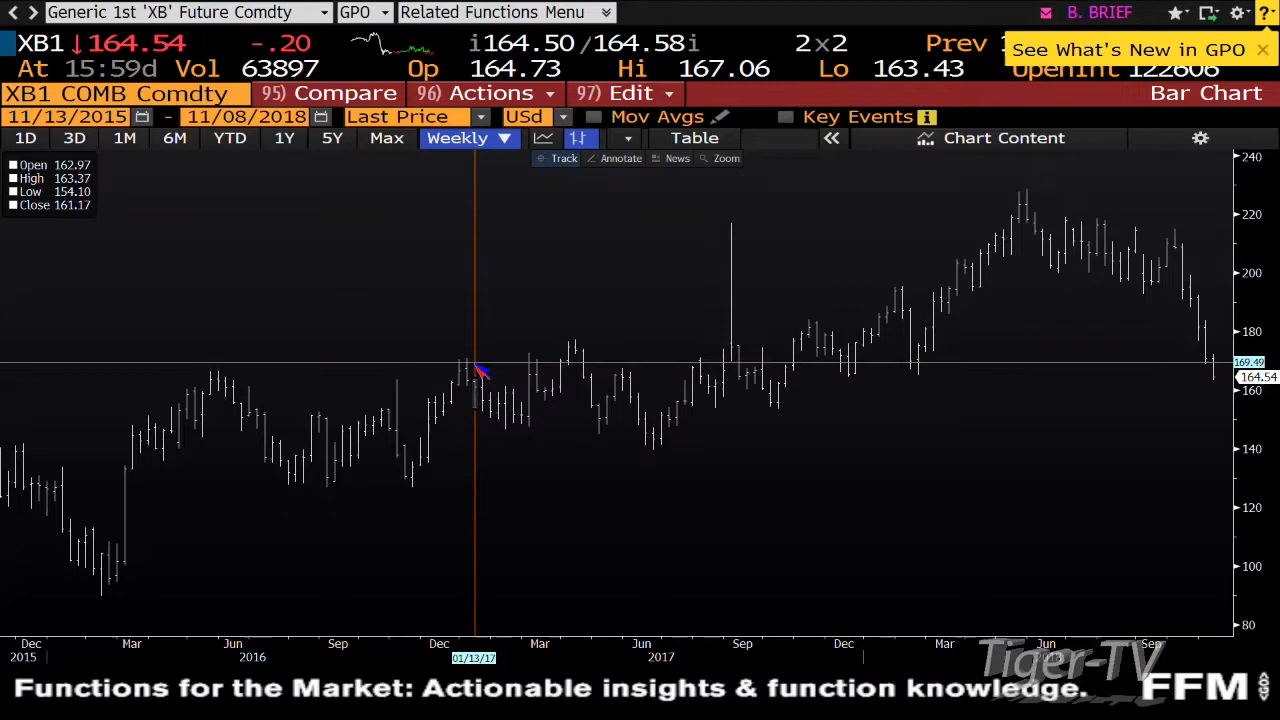 Generic 1st 'XB' Future Comdty GPO Related Functions Menu B. BRIEF ?
XB1 164.54 -.20 i164.50/164.58i 2x2 Prev 1
See What's New in GPO ×
At 15:59d Vol 63897 Op 164.73 Hi 167.06 Lo 163.43 OpenInt 122606
XB1 COMB Comdty 95) Compare 96) Actions 97) Edit Bar Chart
11/13/2015 - 11/08/2018 Last Price USd Mov Avgs Key Events i
1D 3D 1M 6M YTD 1Y 5Y Max Weekly Table Chart Content
Track Annotate News Zoom
Open 162.97
High 163.37
Low 154.10
Close 161.17
240
220
200
180
169.49
164.54
160
140
120
100
80
Dec Mar Jun Sep Dec Mar Jun Sep Dec Mar Jun Sep
2015 2016 01/13/17 2017 2018
Tiger-TV
Functions for the Market: Actionable insights & function knowledge. FFM